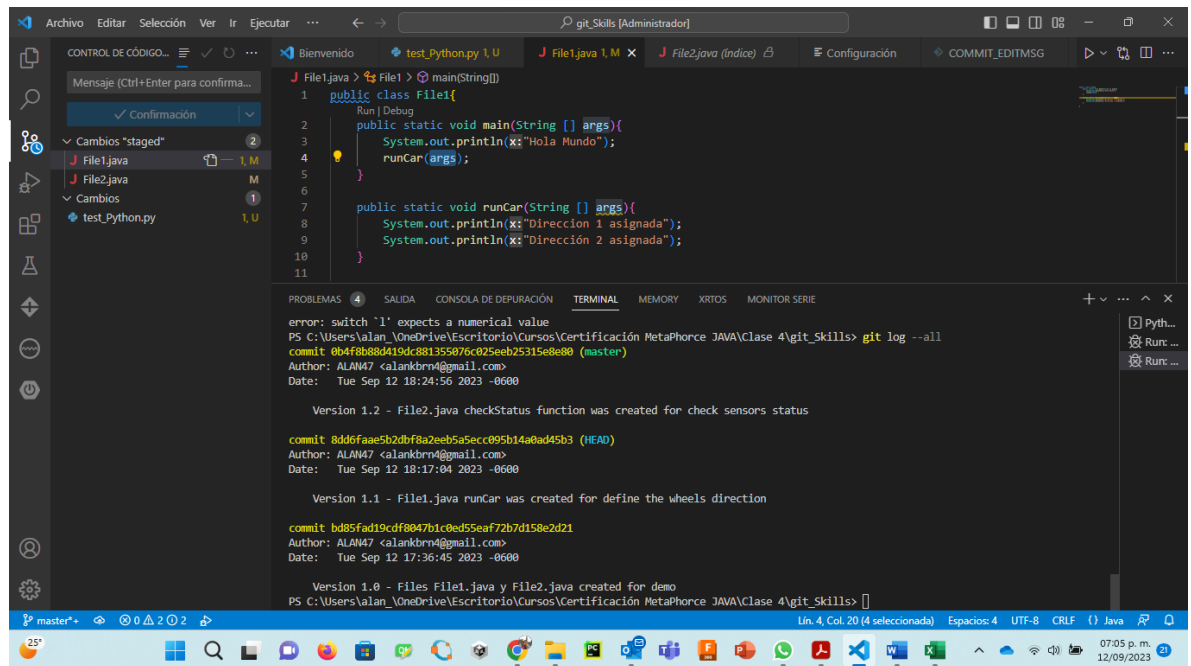 Archivo Editar Selección Ver Ir Ejecutar ··· git_Skills [Administrador]
CONTROL DE CÓDIGO...
Mensaje (Ctrl+Enter para confirma...
Confirmación
Cambios "staged" 2
File1.java 1, M
File2.java M
Cambios 1
test_Python.py 1, U
Bienvenido test_Python.py 1, U File1.java 1, M File2.java (Índice) Configuración COMMIT_EDITMSG
File1.java > File1 > main(String[])
1 public class File1{
Run | Debug
2 public static void main(String [] args){
3 System.out.println(x:"Hola Mundo");
4 runCar(args);
5 }
6
7 public static void runCar(String [] args){
8 System.out.println(x:"Direccion 1 asignada");
9 System.out.println(x:"Dirección 2 asignada");
10 }
11
PROBLEMAS 4 SALIDA CONSOLA DE DEPURACIÓN TERMINAL MEMORY XRTOS MONITOR SERIE
error: switch `l' expects a numerical value
PS C:\Users\alan_\OneDrive\Escritorio\Cursos\Certificación MetaPhorce JAVA\Clase 4\git_Skills> git log --all
commit 0b4f8b88d419dc881355076c025eeb25315e8e80 (master)
Author: ALAN47 <alankbrn4@gmail.com>
Date: Tue Sep 12 18:24:56 2023 -0600
Version 1.2 - File2.java checkStatus function was created for check sensors status
commit 8dd6faae5b2dbf8a2eeb5a5ecc095b14a0ad45b3 (HEAD)
Author: ALAN47 <alankbrn4@gmail.com>
Date: Tue Sep 12 18:17:04 2023 -0600
Version 1.1 - File1.java runCar was created for define the wheels direction
commit bd85fad19cdf8047b1c0ed55eaf72b7d158e2d21
Author: ALAN47 <alankbrn4@gmail.com>
Date: Tue Sep 12 17:36:45 2023 -0600
Version 1.0 - Files File1.java y File2.java created for demo
PS C:\Users\alan_\OneDrive\Escritorio\Cursos\Certificación MetaPhorce JAVA\Clase 4\git_Skills>
Pyth...
Run: ...
Run: ...
master*+ 0 2 2 Lín. 4, Col. 20 (4 seleccionada) Espacios: 4 UTF-8 CRLF {} Java
25°
07:05 p. m.
12/09/2023